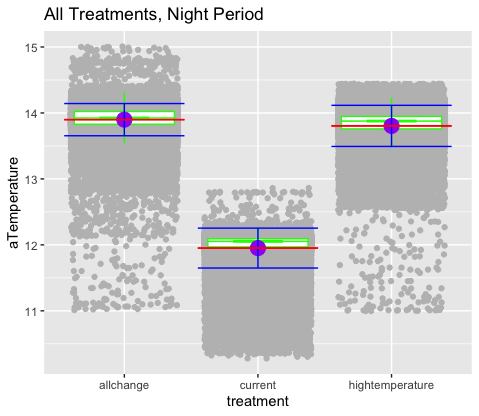 All Treatments, Night Period
15
14
13
12
11
aTemperature
allchange
current
hightemperature
treatment